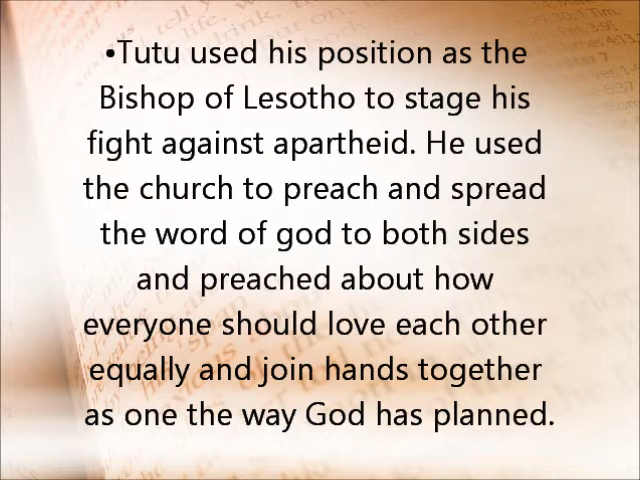 •Tutu used his position as the
Bishop of Lesotho to stage his
fight against apartheid. He used
the church to preach and spread
the word of god to both sides
and preached about how
everyone should love each other
equally and join hands together
as one the way God has planned.